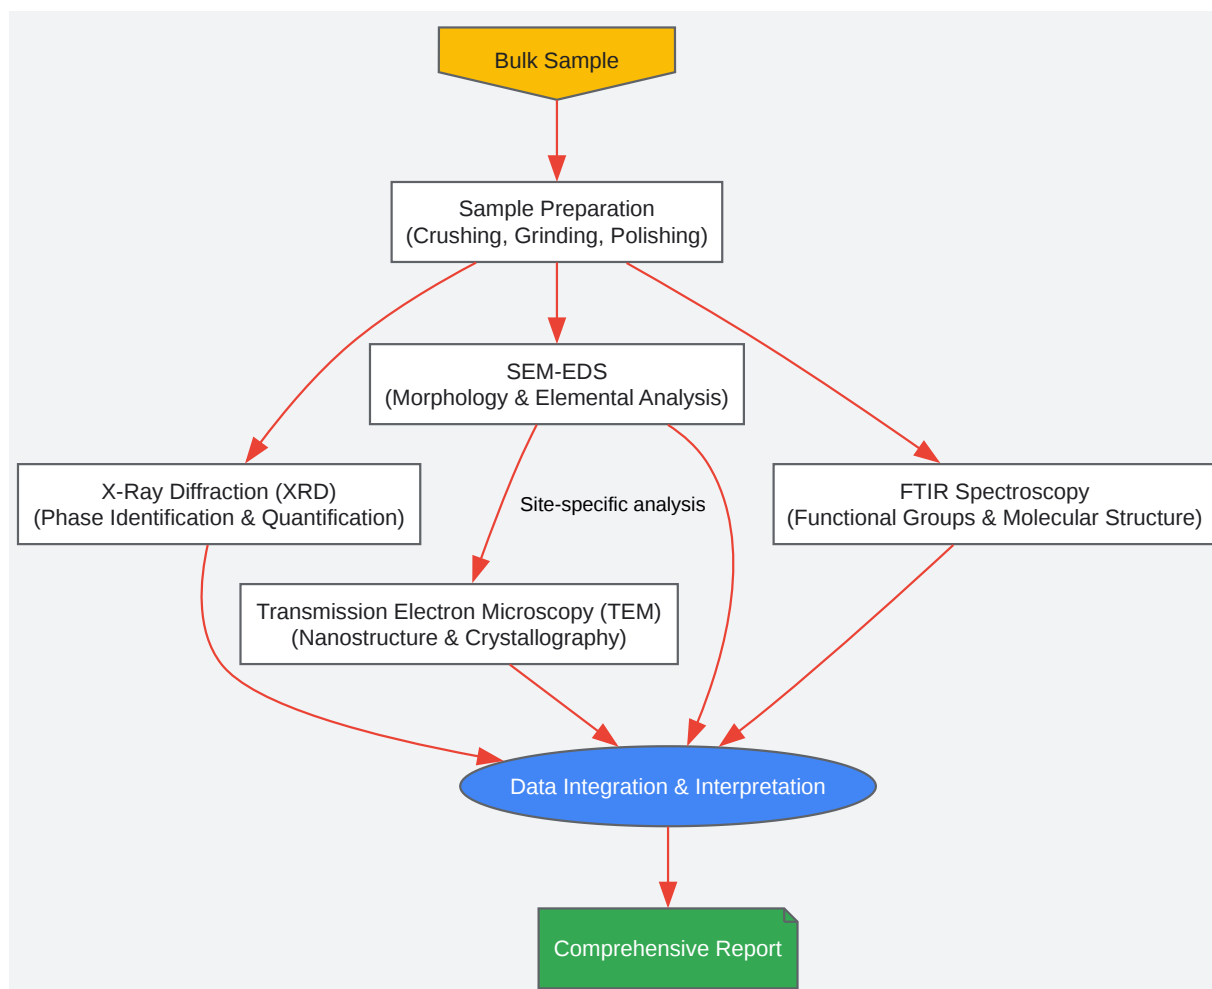 Bulk Sample
Sample Preparation
(Crushing, Grinding, Polishing)
SEM-EDS
(Morphology & Elemental Analysis)
X-Ray Diffraction (XRD)
(Phase Identification & Quantification)
Site-specific analysis
FTIR Spectroscopy
(Functional Groups & Molecular Structure)
Transmission Electron Microscopy (TEM)
(Nanostructure & Crystallography)
Data Integration & Interpretation
Comprehensive Report